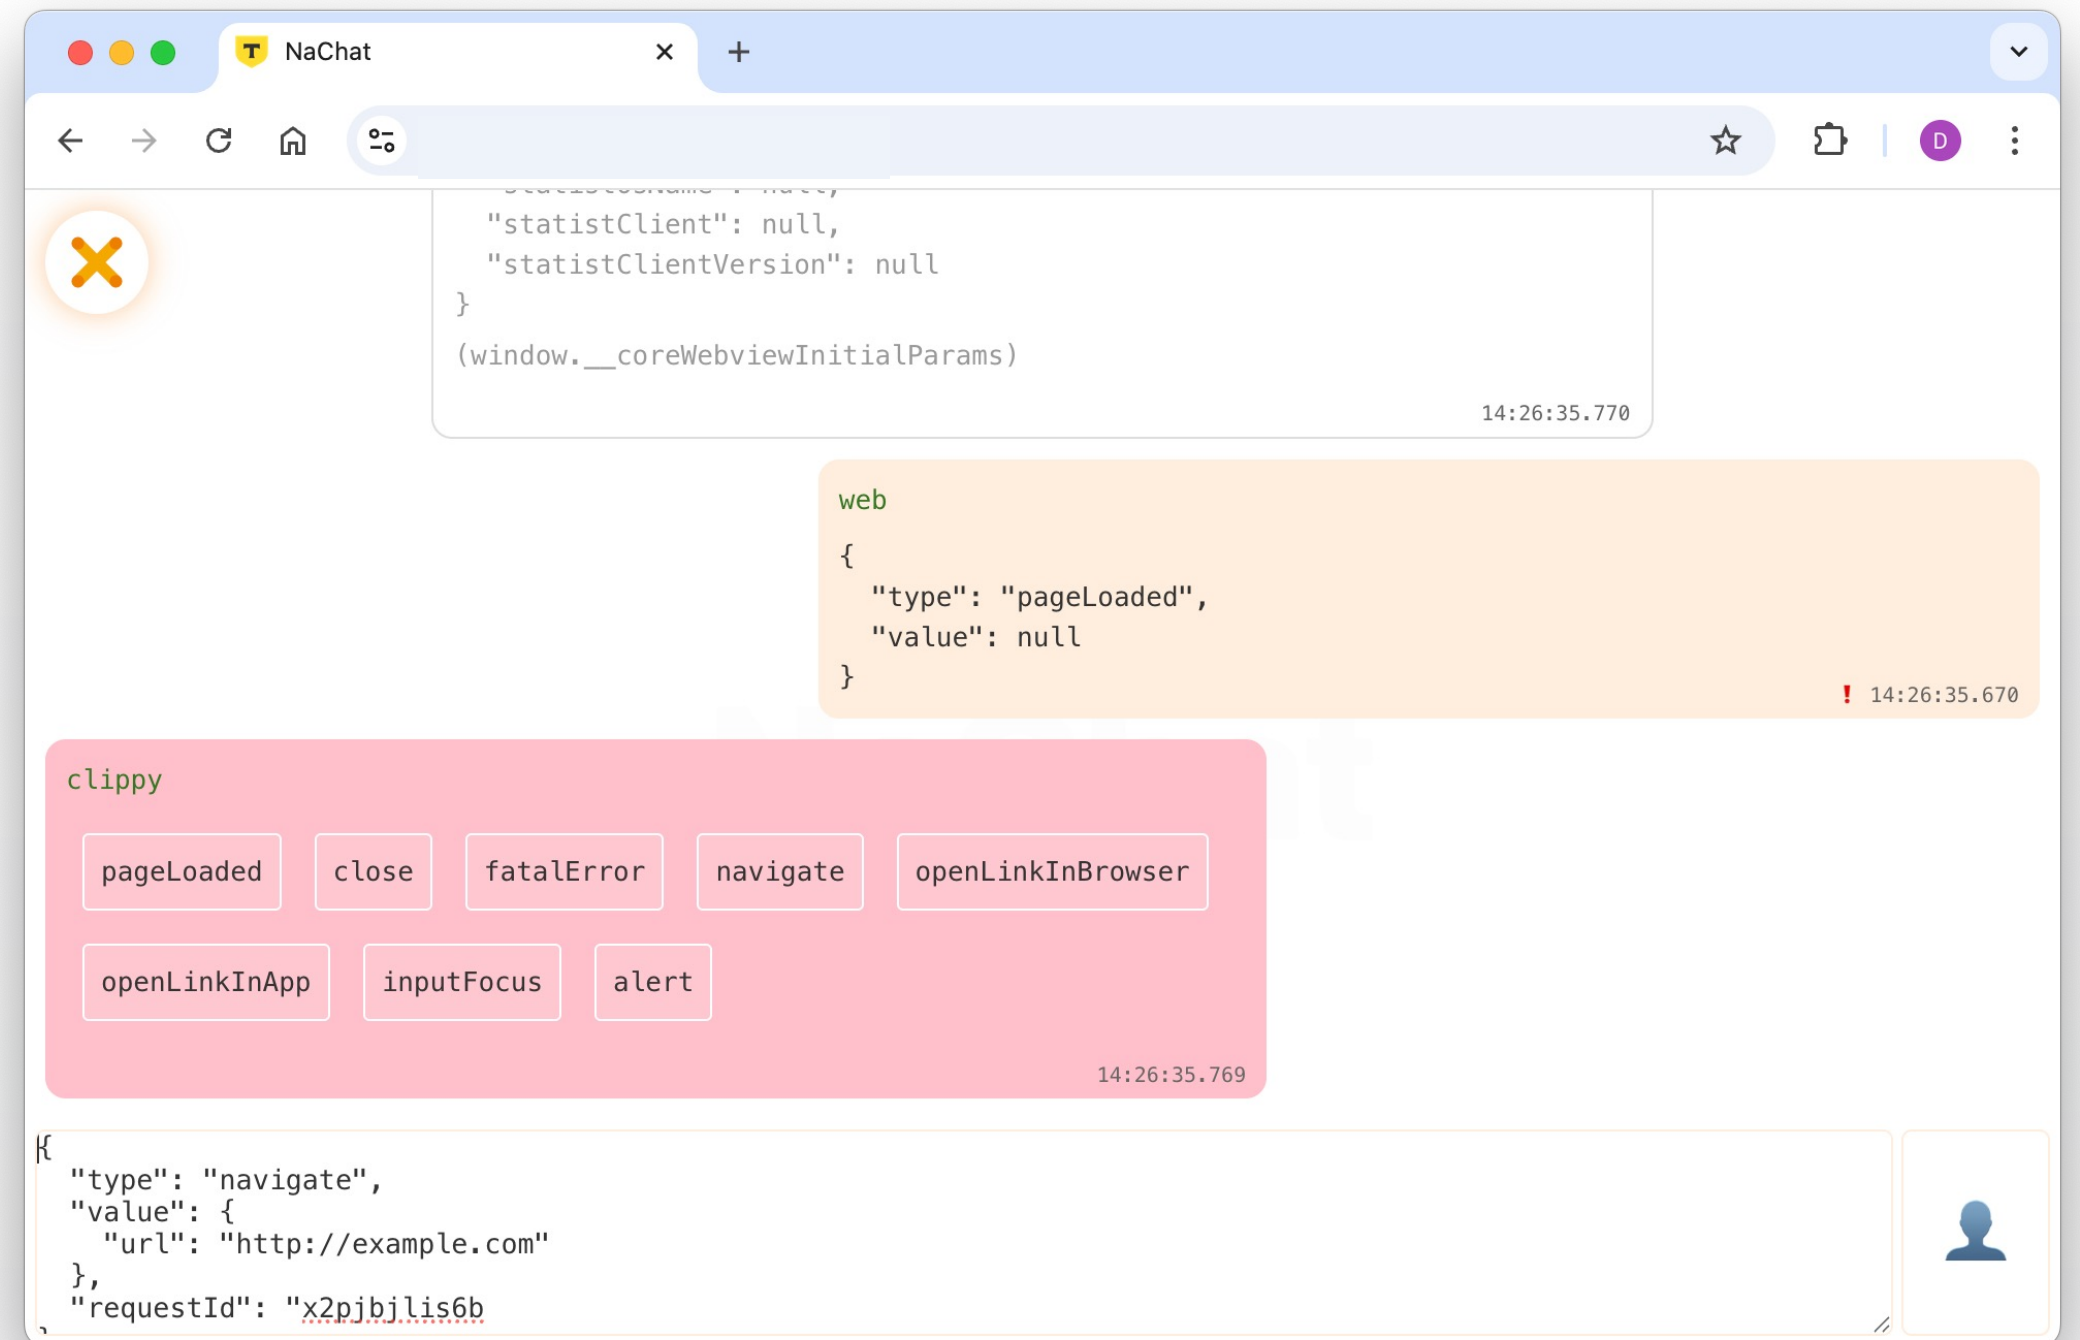 T NaChat
D
"statistClient": null,
"statistClientVersion": null
}
(window.__coreWebviewInitialParams)
14:26:35.770
web
{
"type": "pageLoaded",
"value": null
}
! 14:26:35.670
clippy
pageLoaded close fatalError navigate openLinkInBrowser
openLinkInApp inputFocus alert
14:26:35.769
{
"type": "navigate",
"value": {
"url": "http://example.com"
},
"requestId": "x2pjbjlis6b